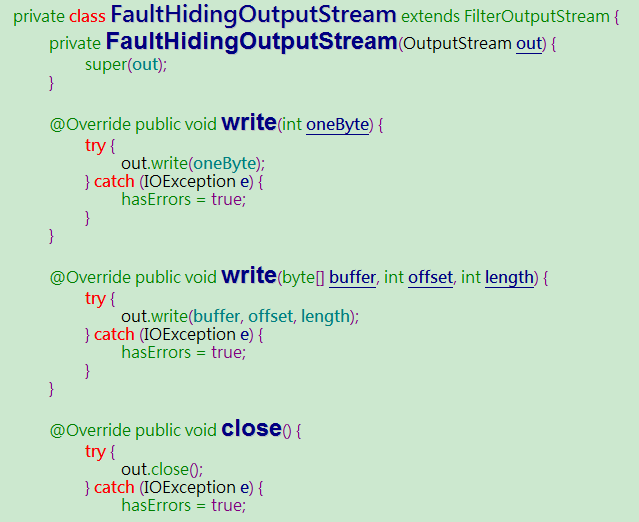 private class FaultHidingOutputStream extends FilterOutputStream {
private FaultHidingOutputStream(OutputStream out) {
super(out);
}
@Override public void write(int oneByte) {
try {
out.write(oneByte);
} catch (IOException e) {
hasErrors = true;
}
}
@Override public void write(byte[] buffer, int offset, int length) {
try {
out.write(buffer, offset, length);
} catch (IOException e) {
hasErrors = true;
}
}
@Override public void close() {
try {
out.close();
} catch (IOException e) {
hasErrors = true;